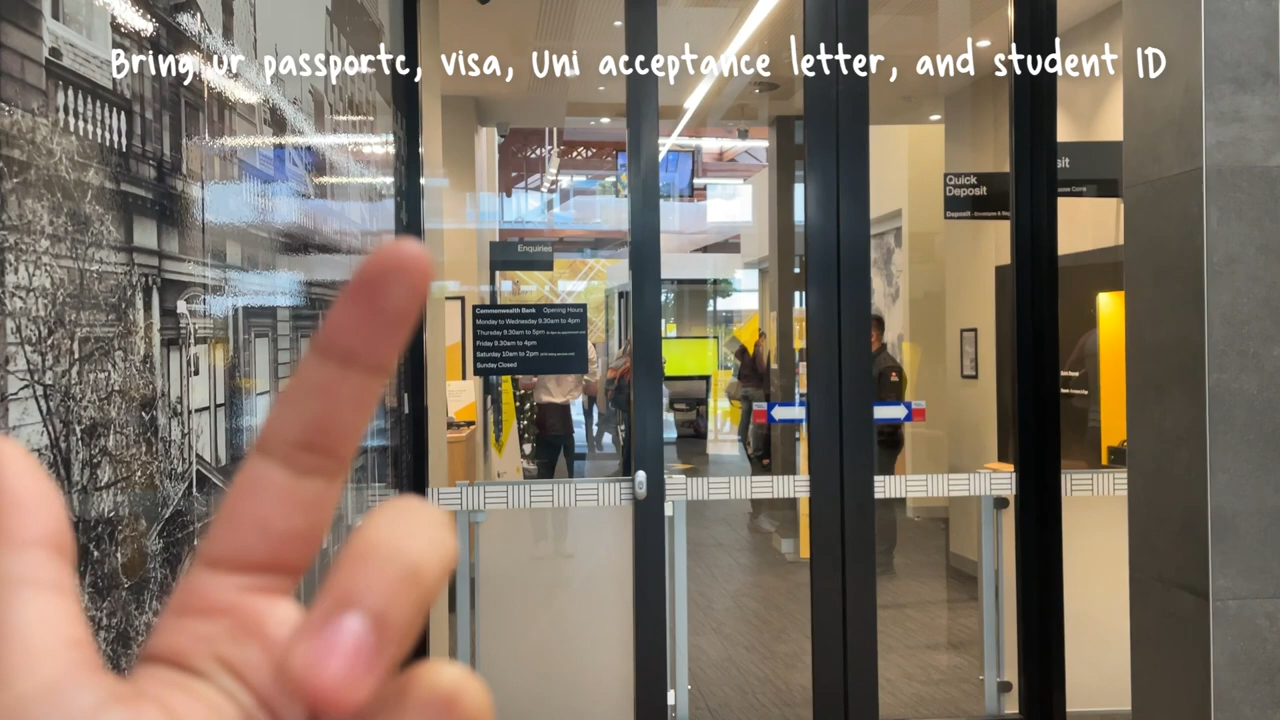 Bring ur passportc, visa, Uni acceptance letter, and student ID
sit
Quick
Deposit
Enquiries
Commonwealth Bank Opening Hours
Monday to Wednesday 9.30am to 4pm
Thursday 9.30am to 5pm
Friday 9.30am to 4pm
Saturday 10am to 2pm
Sunday Closed